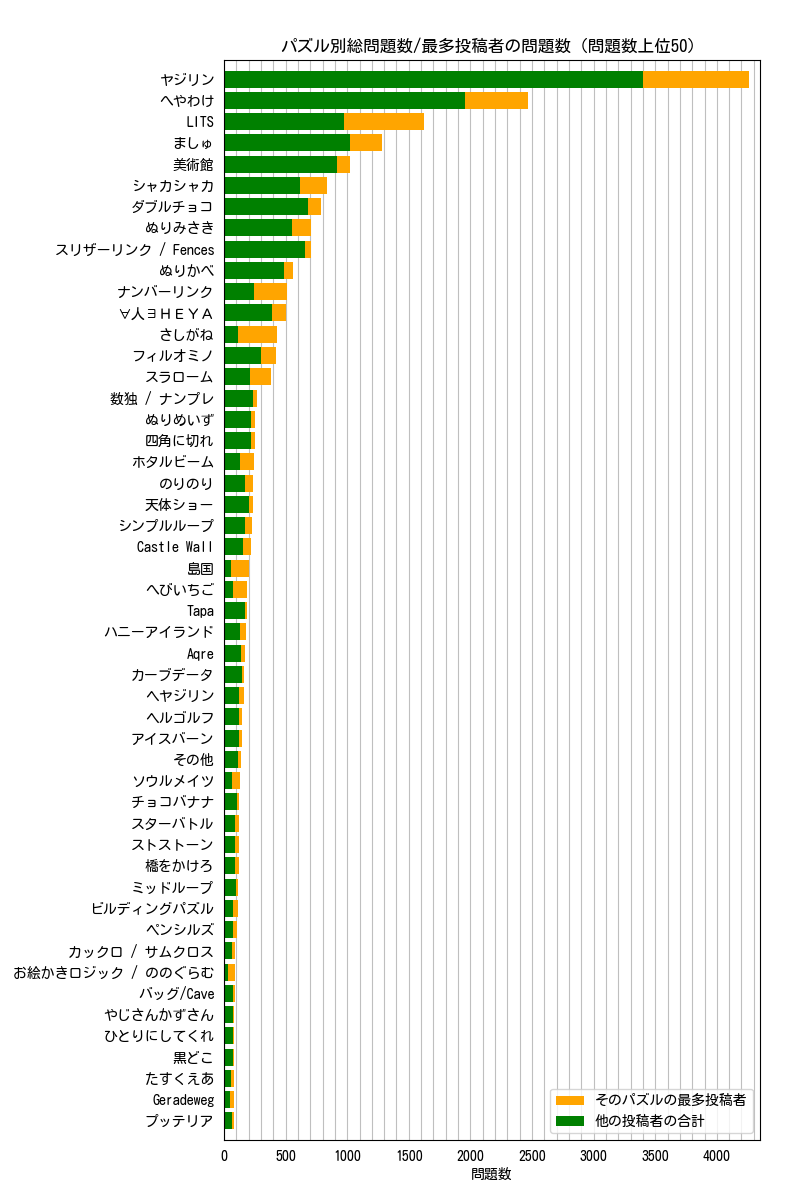 パズル別総問題数/最多投稿者の問題数 (問題数上位50)
ヤジリン
へやわけ
LITS
ましゅ
美術館
シャカシャカ
ダブルチョコ
ぬりみさき
スリザーリンク / Fences
ぬりかべ
ナンバーリンク
∀人∃ＨＥＹＡ
さしがね
フィルオミノ
スラローム
数独 / ナンプレ
ぬりめいず
四角に切れ
ホタルビーム
のりのり
天体ショー
シンプルループ
Castle Wall
島国
へびいちご
Tapa
ハニーアイランド
Aqre
カーブデータ
ヘヤジリン
ヘルゴルフ
アイスバーン
その他
ソウルメイツ
チョコバナナ
スターバトル
ストストーン
橋をかけろ
ミッドループ
ビルディングパズル
ペンシルズ
カックロ / サムクロス
お絵かきロジック / ののぐらむ
バッグ/Cave
やじさんかずさん
ひとりにしてくれ
黒どこ
たすくえあ
Geradeweg
プッテリア
そのパズルの最多投稿者
他の投稿者の合計
0 500 1000 1500 2000 2500 3000 3500 4000
問題数